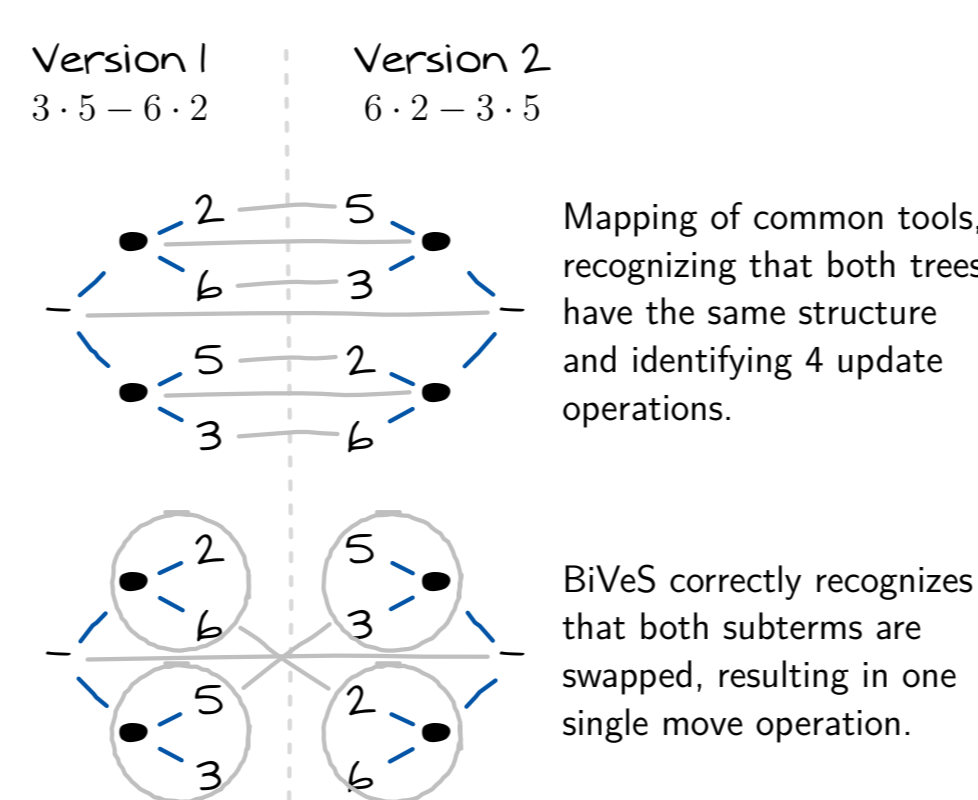 Version 1 Version 2
3 · 5 − 6 · 2 6 · 2 − 3 · 5
2 5
6 3
− −
5 2
3 6
Mapping of common tools,
recognizing that both trees
have the same structure
and identifying 4 update
operations.
2 5
6 3
− −
5 2
3 6
BiVeS correctly recognizes
that both subterms are
swapped, resulting in one
single move operation.